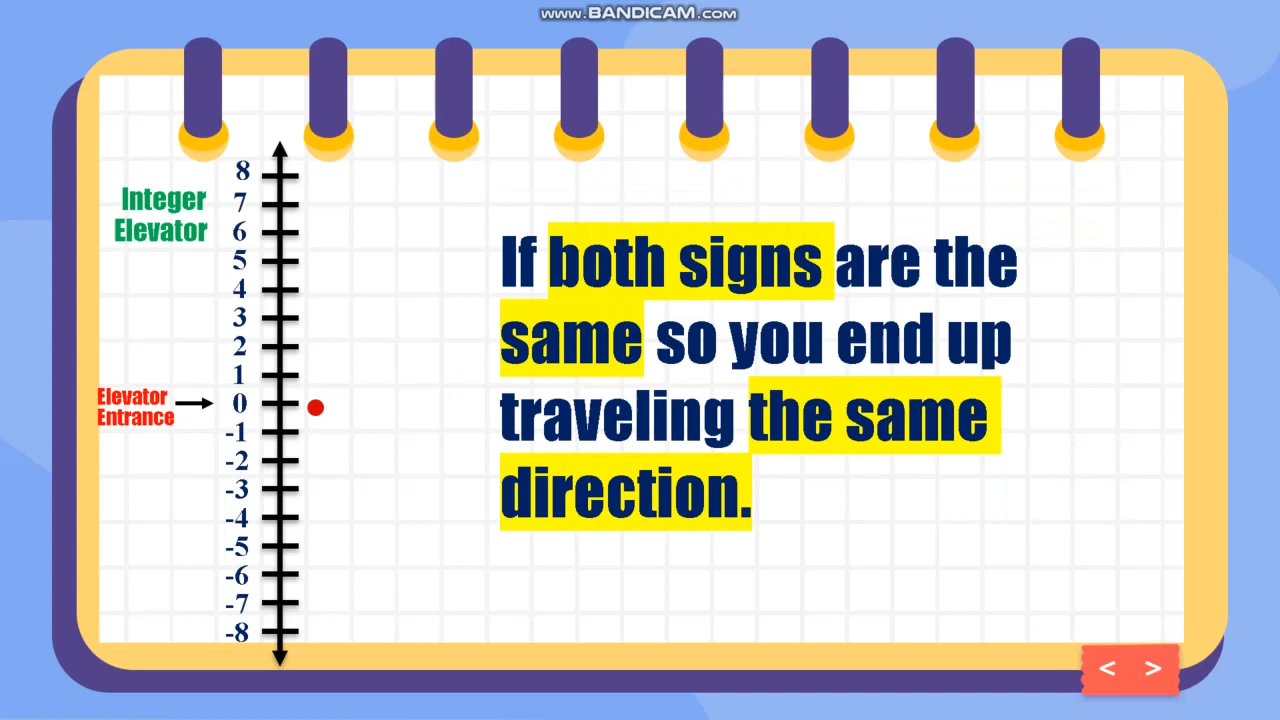 www.BANDICAM.com
Integer
Elevator
8
7
6
5
4
3
2
1
Elevator
Entrance
0
-1
-2
-3
-4
-5
-6
-7
-8
If both signs are the
same so you end up
traveling the same
direction.
< >